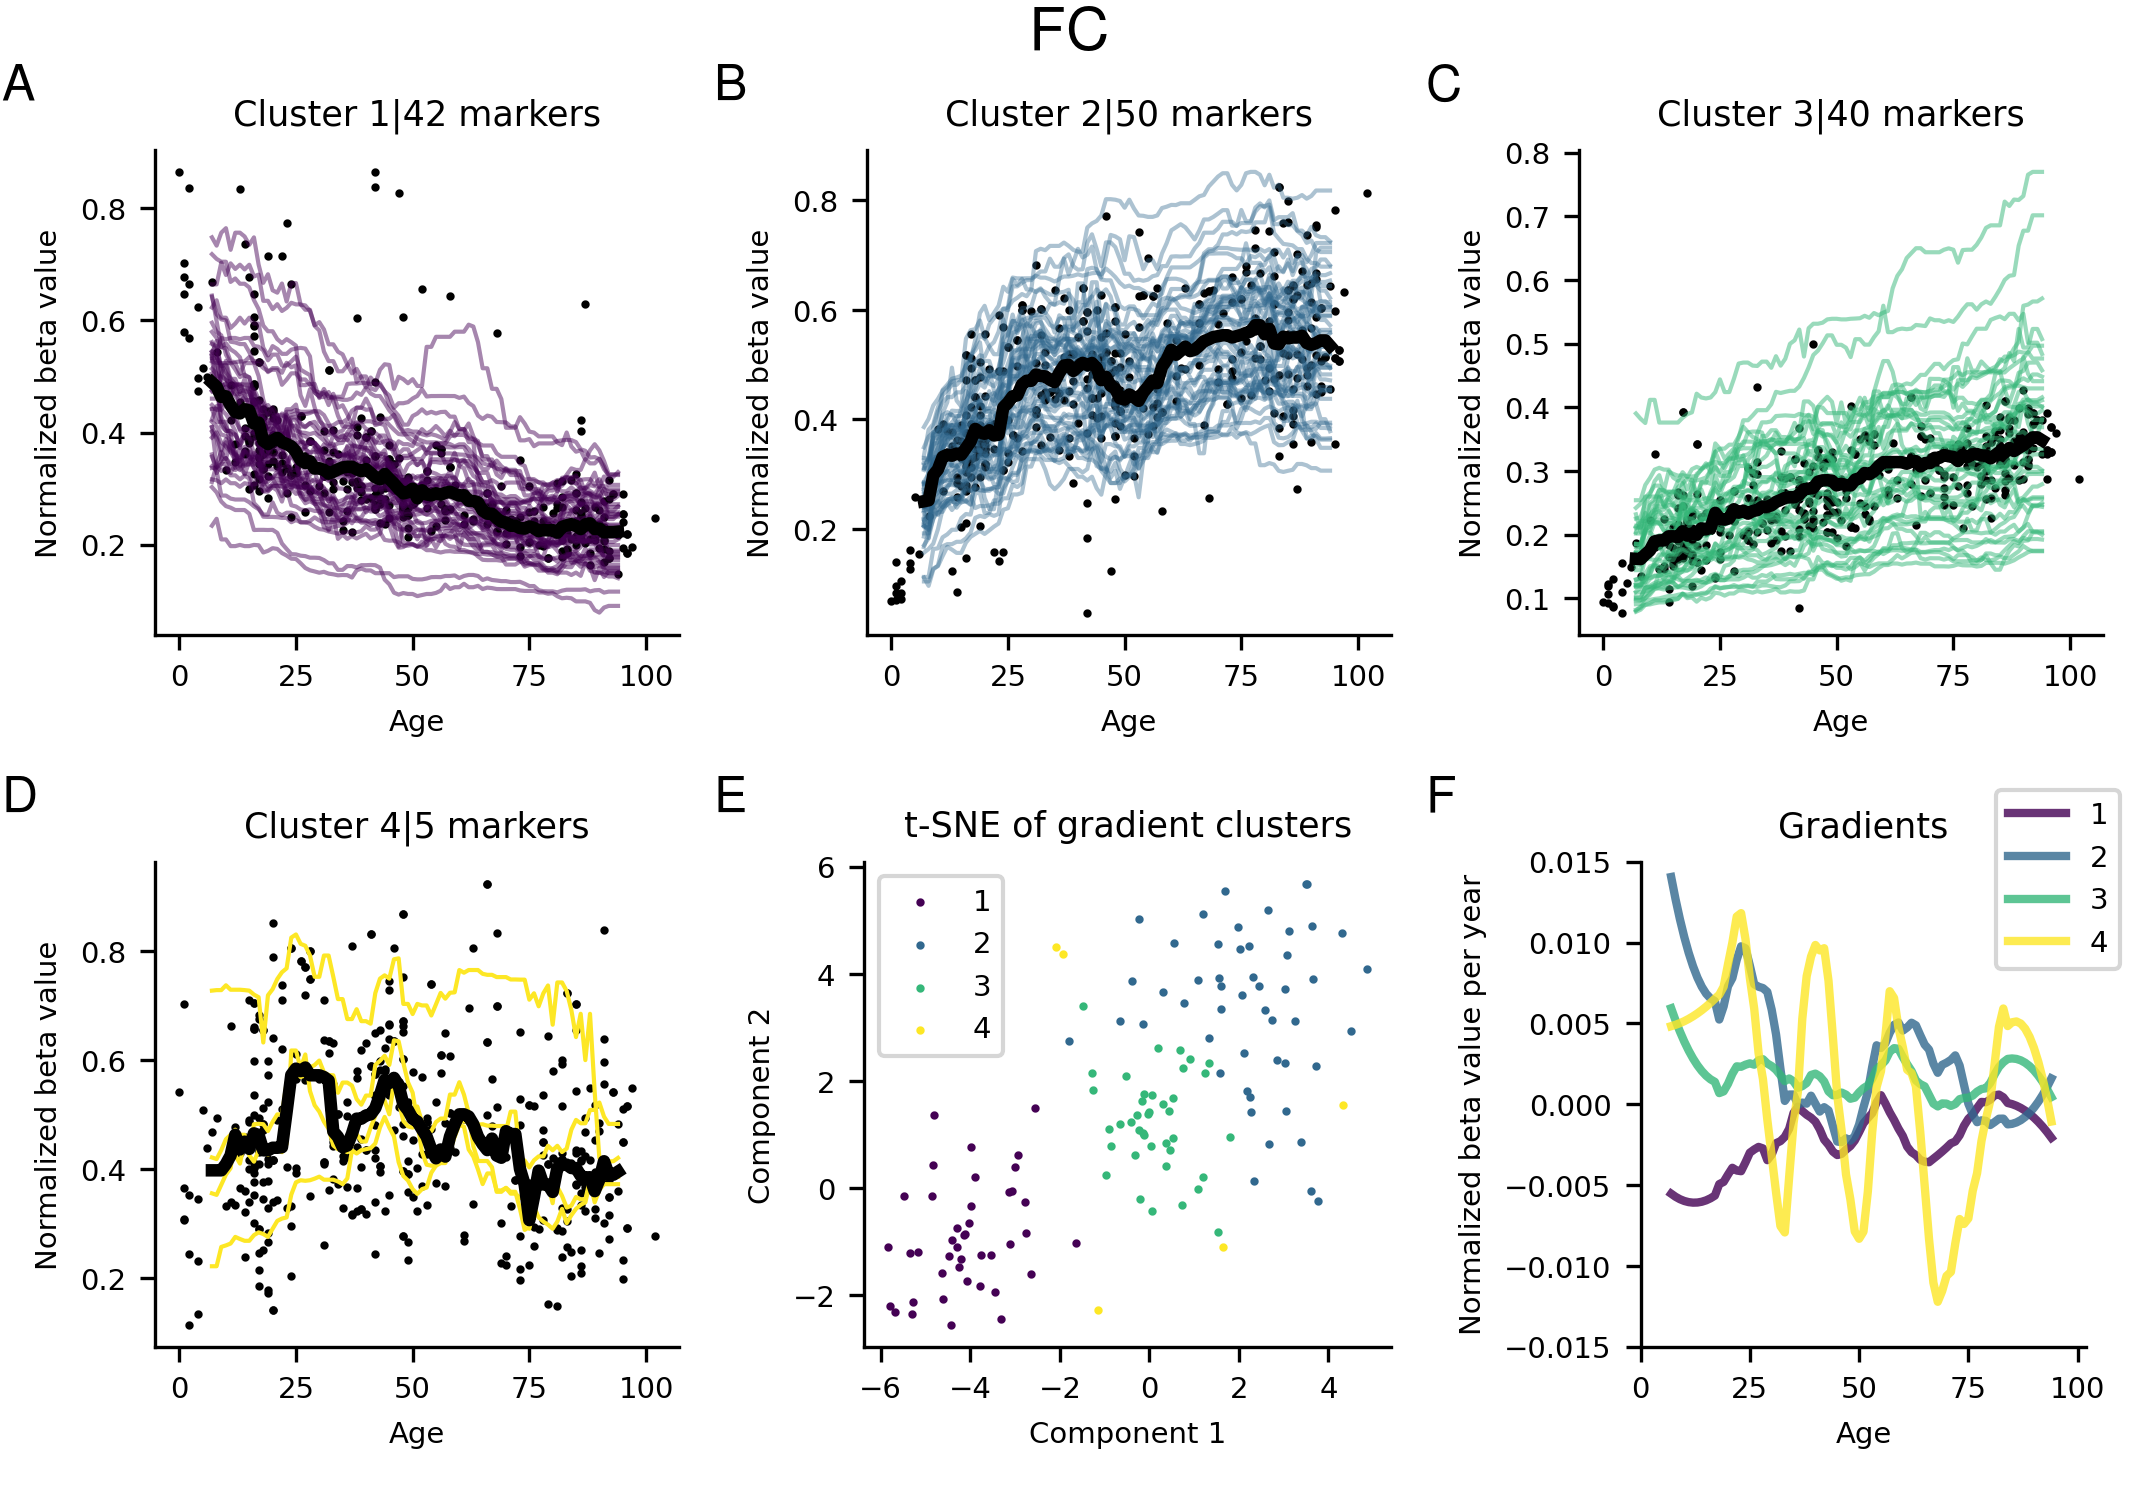 FC
A
Cluster 1|42 markers
Normalized beta value
0.8
0.6
0.4
0.2
0 25 50 75 100
Age
B
Cluster 2|50 markers
Normalized beta value
0.8
0.6
0.4
0.2
0 25 50 75 100
Age
C
Cluster 3|40 markers
Normalized beta value
0.8
0.7
0.6
0.5
0.4
0.3
0.2
0.1
0 25 50 75 100
Age
D
Cluster 4|5 markers
Normalized beta value
0.8
0.6
0.4
0.2
0 25 50 75 100
Age
E
t-SNE of gradient clusters
Component 2
6
4
2
0
−2
1
2
3
4
−6 −4 −2 0 2 4
Component 1
F
Gradients
Normalized beta value per year
0.015
0.010
0.005
0.000
−0.005
−0.010
−0.015
1
2
3
4
0 25 50 75 100
Age